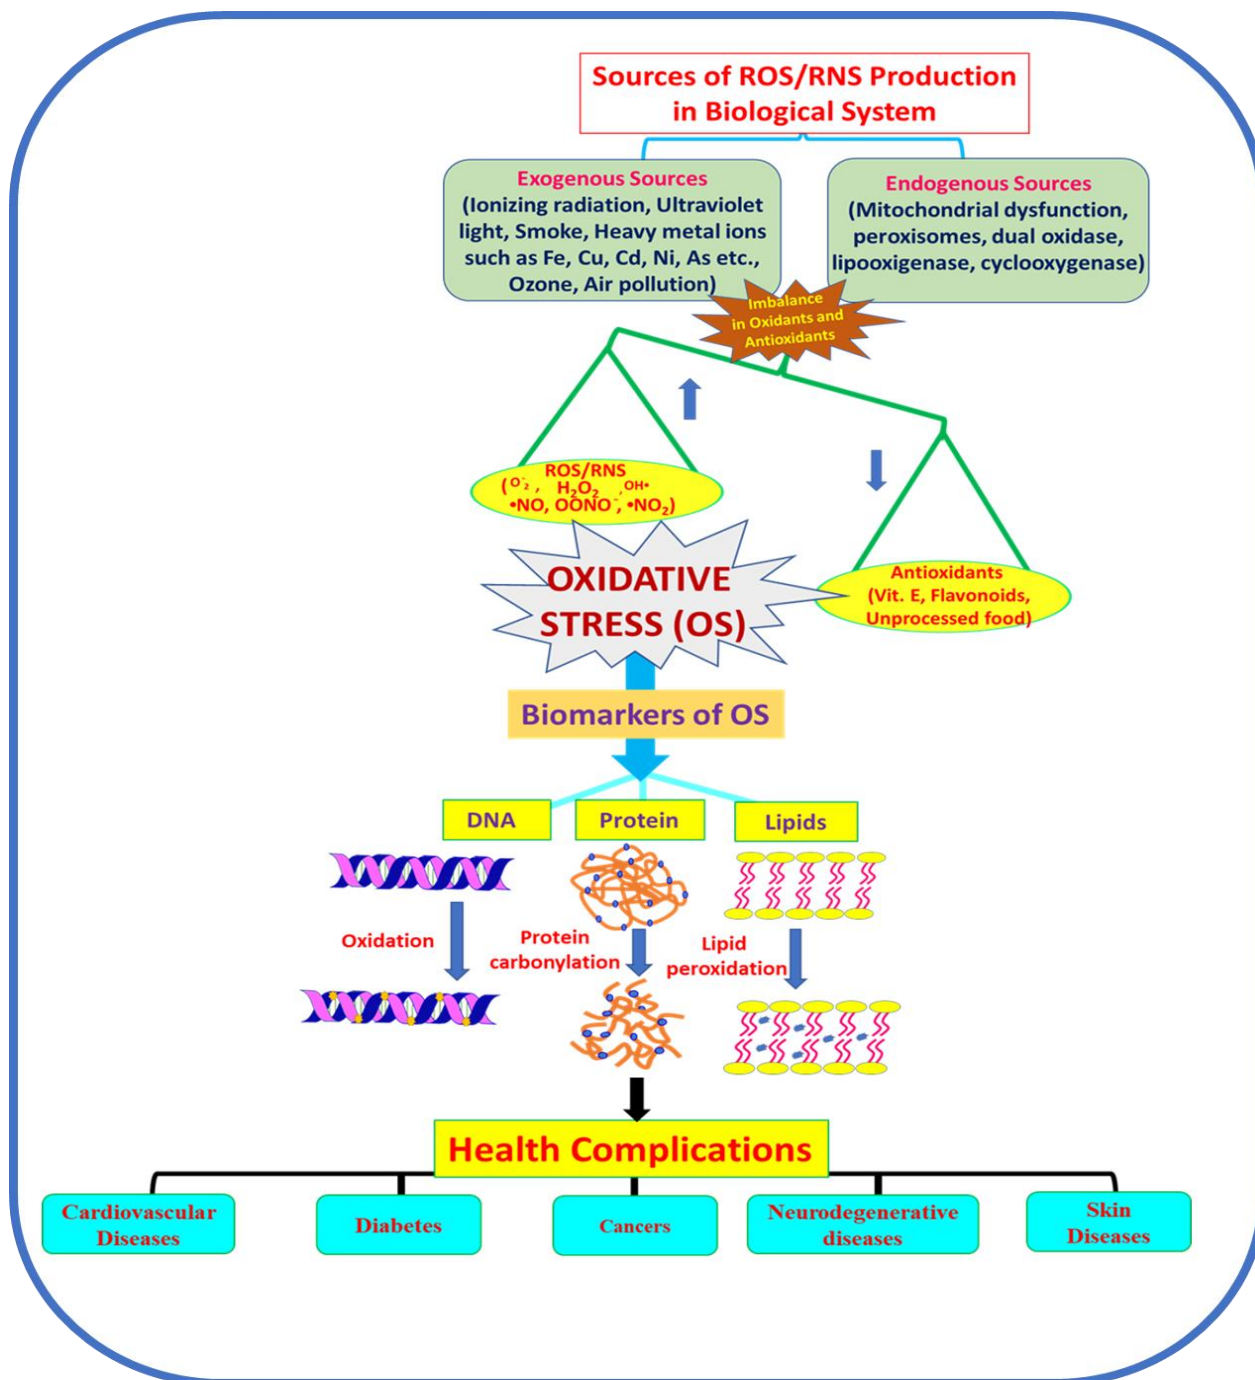 Sources of ROS/RNS Production
in Biological System
Exogenous Sources
(Ionizing radiation, Ultraviolet
light, Smoke, Heavy metal ions
such as Fe, Cu, Cd, Ni, As etc.,
Ozone, Air pollution)
Endogenous Sources
(Mitochondrial dysfunction,
peroxisomes, dual oxidase,
lipooxigenase, cyclooxygenase)
Imbalance
in Oxidants and
Antioxidants
ROS/RNS
(O⁻₂ , H₂O₂ , OH•
•NO, OONO⁻, •NO₂)
Antioxidants
(Vit. E, Flavonoids,
Unprocessed food)
OXIDATIVE
STRESS (OS)
Biomarkers of OS
DNA
Protein
Lipids
Oxidation
Protein
carbonylation
Lipid
peroxidation
Health Complications
Cardiovascular
Diseases
Diabetes
Cancers
Neurodegenerative
diseases
Skin
Diseases